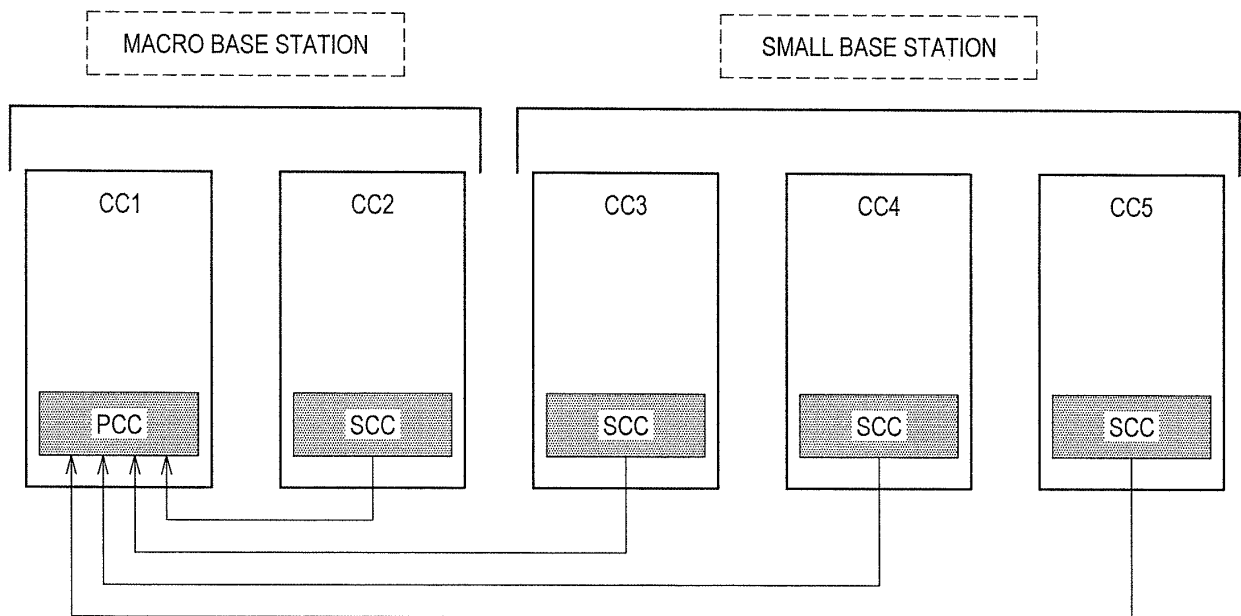 MACRO BASE STATION
SMALL BASE STATION
CC1
CC2
CC3
CC4
CC5
PCC
SCC
SCC
SCC
SCC